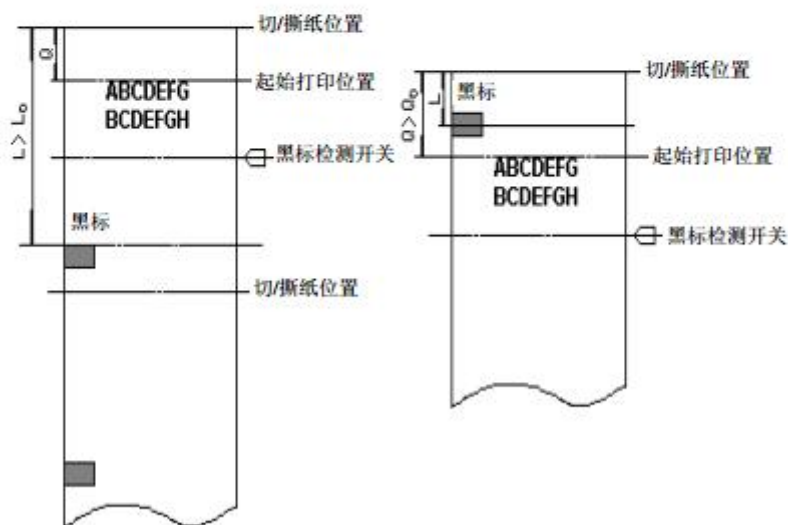 切/撕纸位置
Q
起始打印位置
ABCDEFG
BCDEFGH
L > L₀
黑标检测开关
黑标
切/撕纸位置
切/撕纸位置
黑标
L
Q > Q₀
起始打印位置
ABCDEFG
BCDEFGH
黑标检测开关